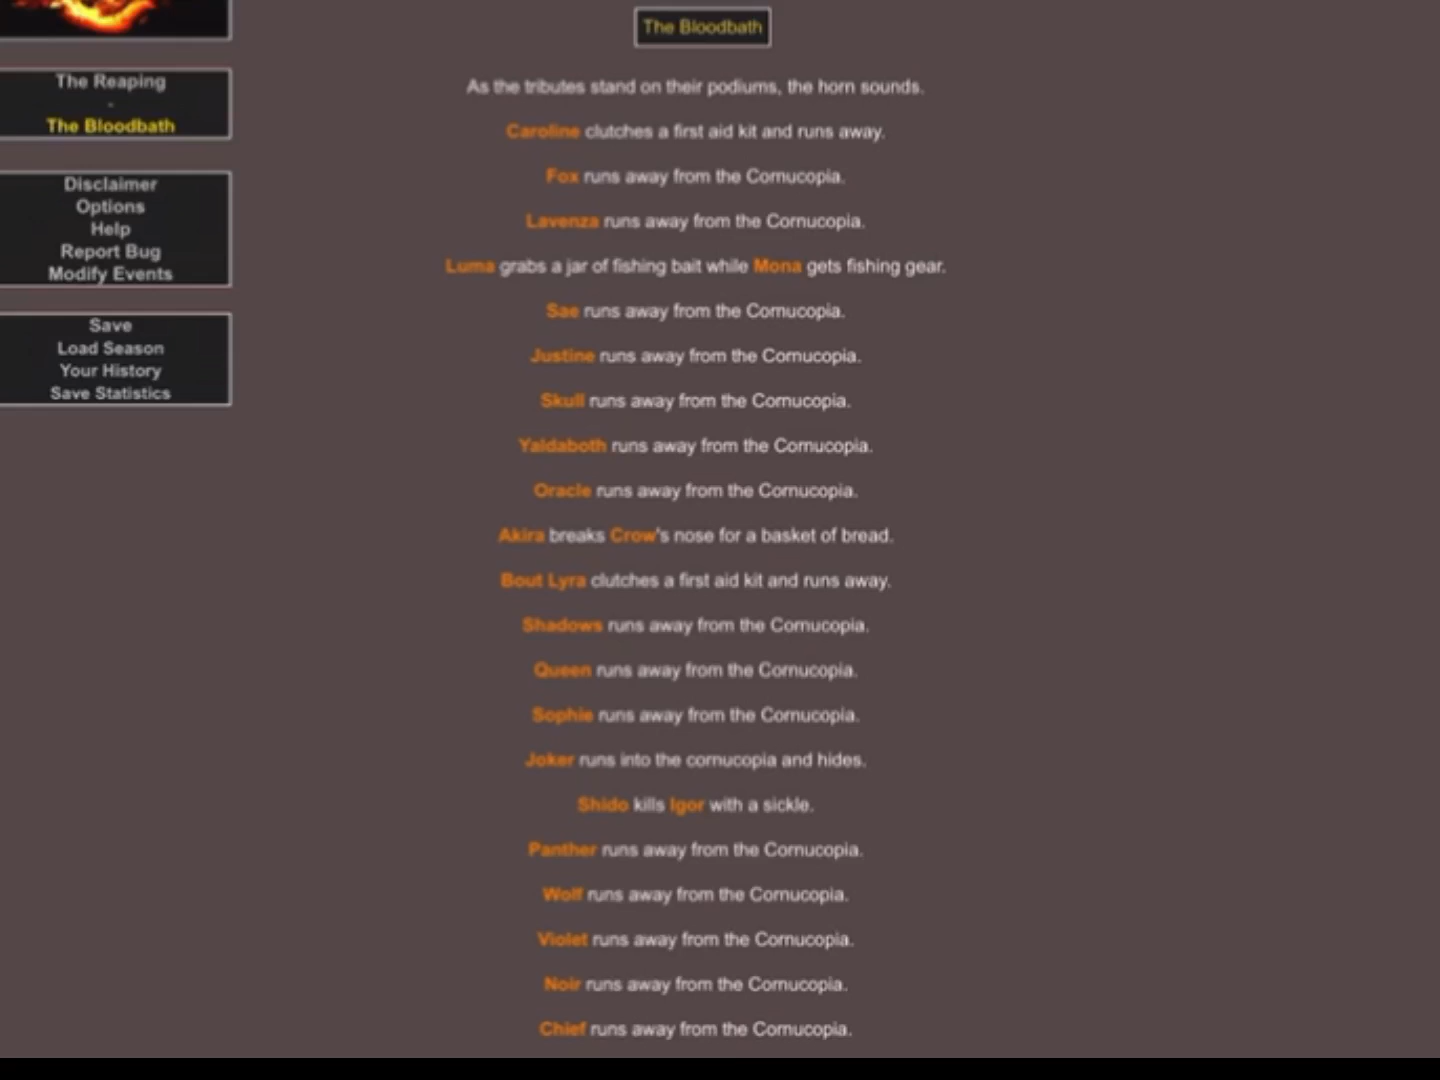 The Reaping
-
The Bloodbath
Disclaimer
Options
Help
Report Bug
Modify Events
Save
Load Season
Your History
Save Statistics
The Bloodbath
As the tributes stand on their podiums, the horn sounds.
Caroline clutches a first aid kit and runs away.
Fox runs away from the Cornucopia.
Lavenza runs away from the Cornucopia.
Luma grabs a jar of fishing bait while Mona gets fishing gear.
Sae runs away from the Cornucopia.
Justine runs away from the Cornucopia.
Skull runs away from the Cornucopia.
Yaldaboth runs away from the Cornucopia.
Oracle runs away from the Cornucopia.
Akira breaks Crow's nose for a basket of bread.
Bout Lyra clutches a first aid kit and runs away.
Shadows runs away from the Cornucopia.
Queen runs away from the Cornucopia.
Sophie runs away from the Cornucopia.
Joker runs into the cornucopia and hides.
Shido kills Igor with a sickle.
Panther runs away from the Cornucopia.
Wolf runs away from the Cornucopia.
Violet runs away from the Cornucopia.
Noir runs away from the Cornucopia.
Chief runs away from the Cornucopia.